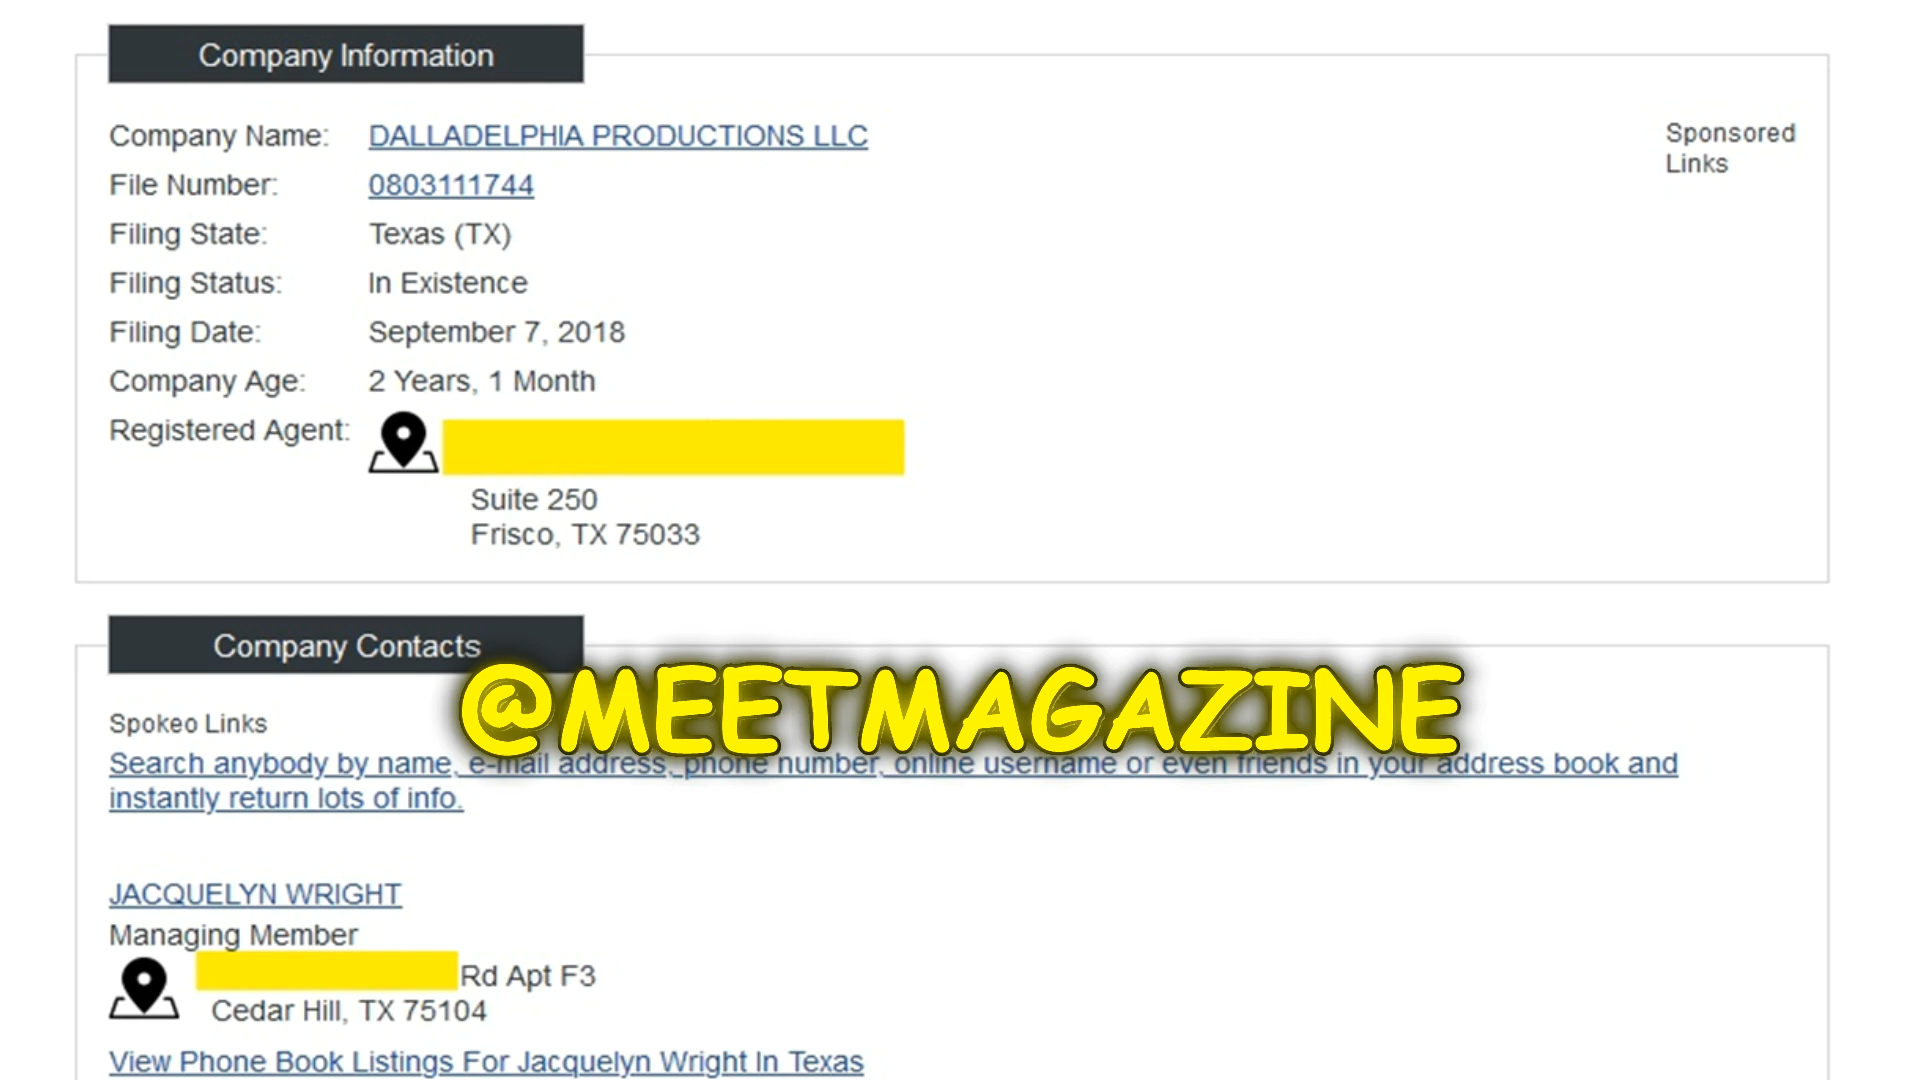 Company Information
Company Name: DALLADELPHIA PRODUCTIONS LLC
Sponsored
Links
File Number: 0803111744
Filing State: Texas (TX)
Filing Status: In Existence
Filing Date: September 7, 2018
Company Age: 2 Years, 1 Month
Registered Agent:
Suite 250
Frisco, TX 75033
Company Contacts
@MEETMAGAZINE
Spokeo Links
Search anybody by name, e-mail address, phone number, online username or even friends in your address book and
instantly return lots of info.
JACQUELYN WRIGHT
Managing Member
Rd Apt F3
Cedar Hill, TX 75104
View Phone Book Listings For Jacquelyn Wright In Texas